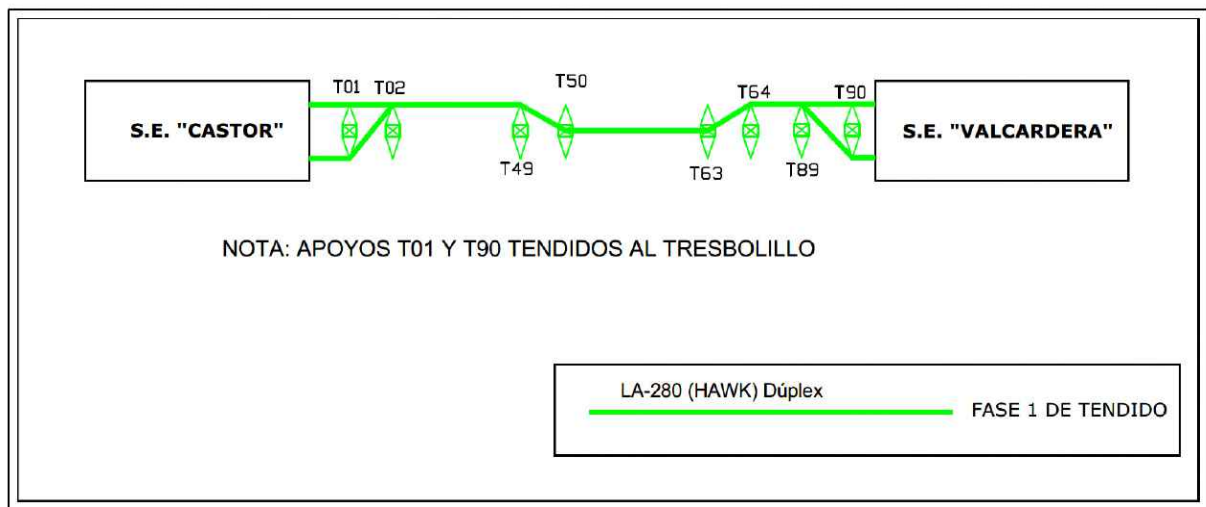 T01 T02 T50 T64 T90
S.E. "CASTOR"
S.E. "VALCARDERA"
T49 T63 T89
NOTA: APOYOS T01 Y T90 TENDIDOS AL TRESBOLILLO
LA-280 (HAWK) Dúplex
FASE 1 DE TENDIDO